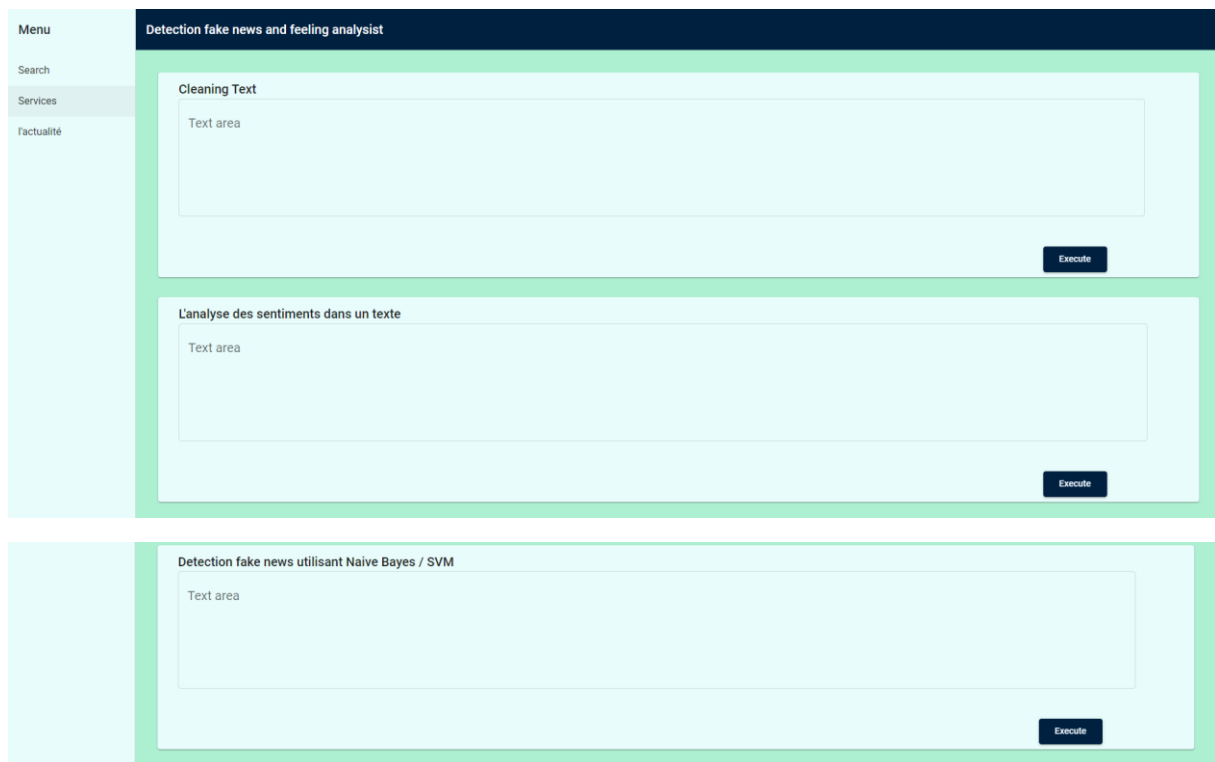 Menu
Detection fake news and feeling analysist
Search
Services
l'actualité
Cleaning Text
Text area
Execute
L'analyse des sentiments dans un texte
Text area
Execute
Detection fake news utilisant Naive Bayes / SVM
Text area
Execute